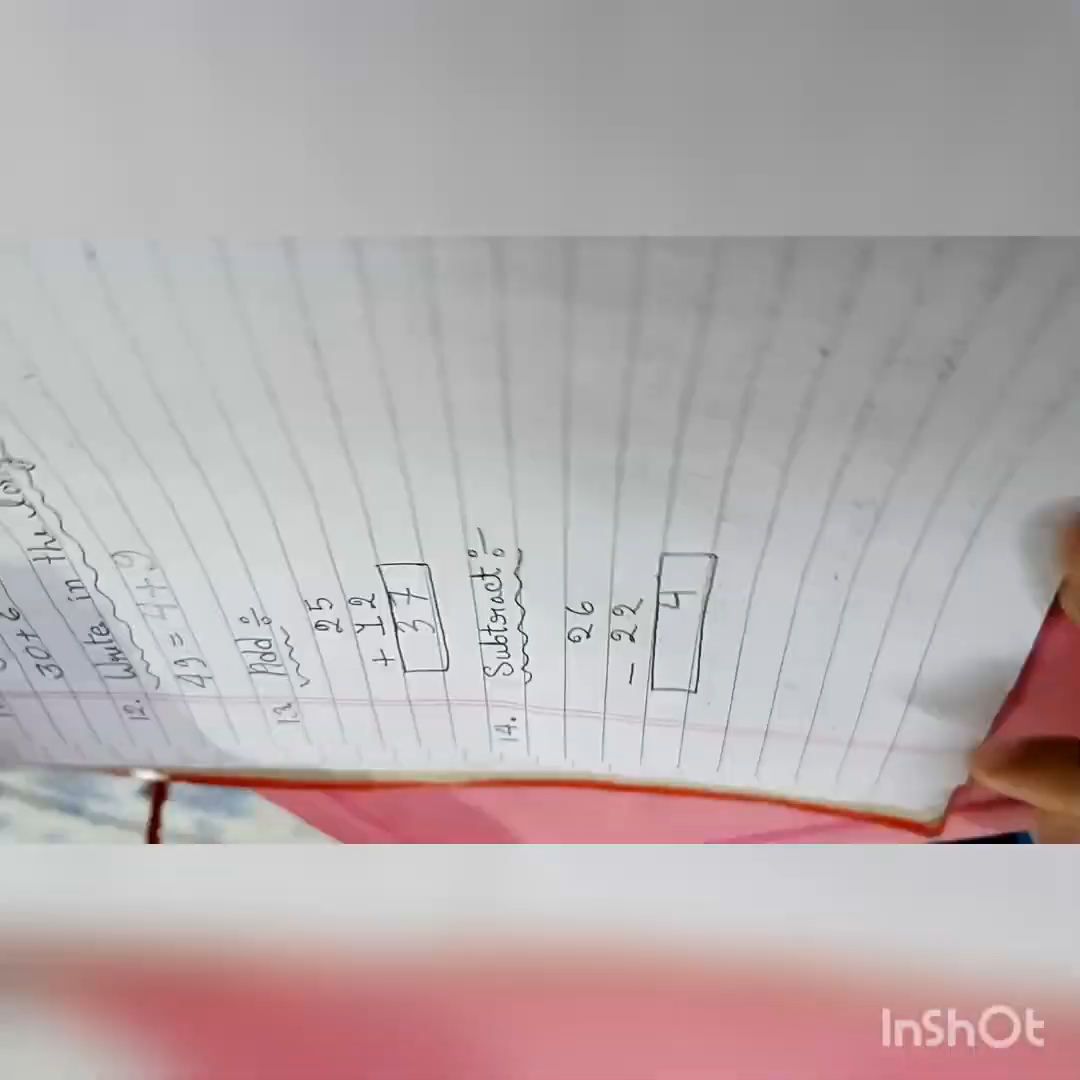 30+6
12. Write in the long
49 = 4+9
13. Add:-
25
+ 12
37
14. Subtract:-
26
- 22
4
InShOt